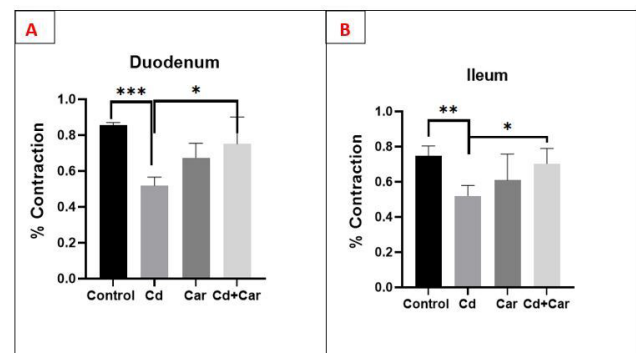 A
Duodenum
*** *
% Contraction
1.0
0.8
0.6
0.4
0.2
0.0
Control Cd Car Cd+Car
B
Ileum
** *
% Contraction
1.0
0.8
0.6
0.4
0.2
0.0
Control Cd Car Cd+Car